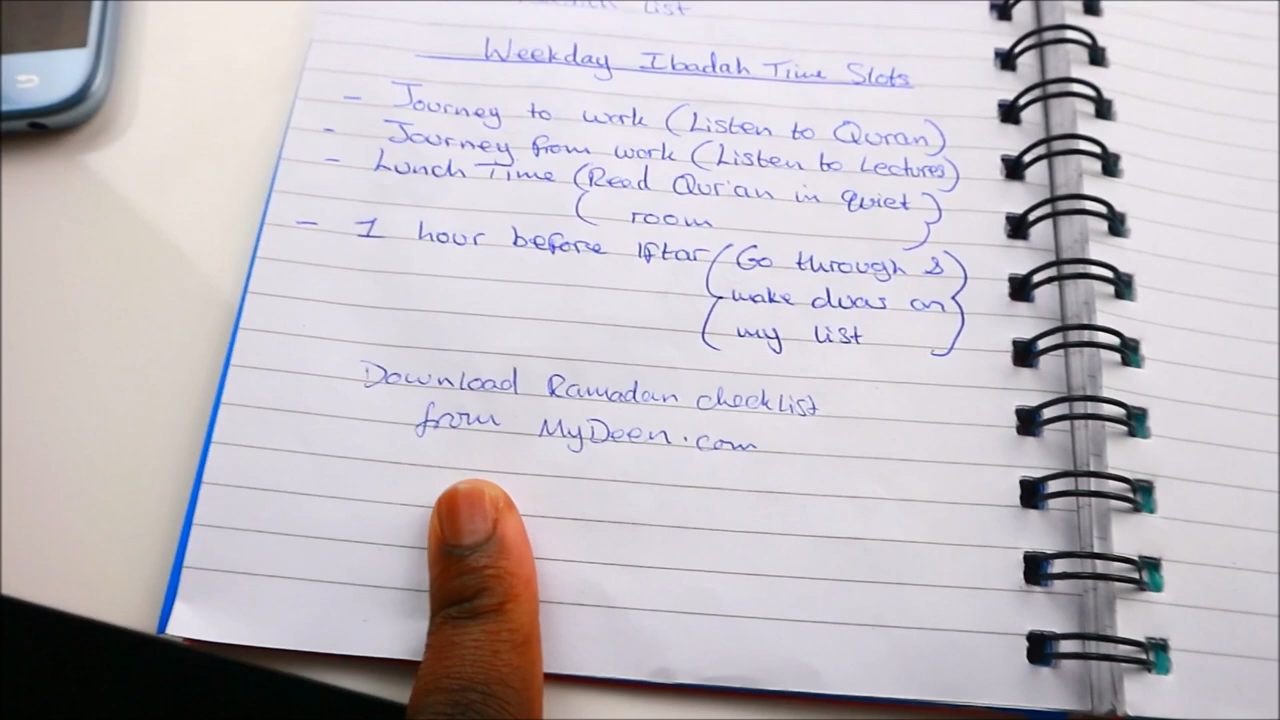 list
Weekday Ibadah Time Slots
- Journey to work (Listen to Quran)
- Journey from work (Listen to Lectures)
- Lunch Time (Read Qur'an in quiet
room)
- 1 hour before Iftar (Go through &
make duas on
my list)
Download Ramadan checklist
from MyDeen.com